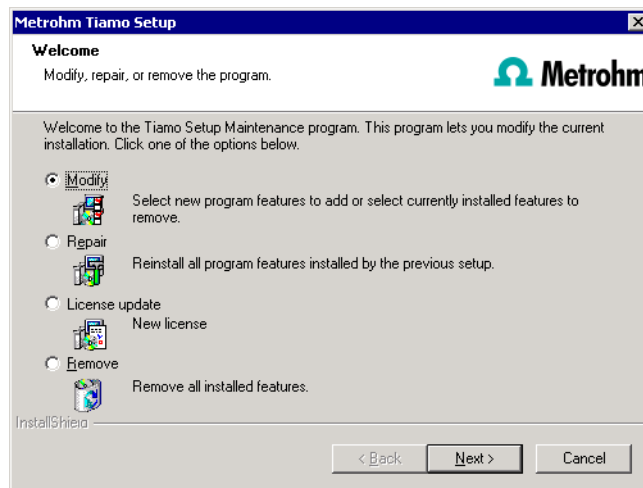 Metrohm Tiamo Setup
Welcome
Modify, repair, or remove the program.
Metrohm
Welcome to the Tiamo Setup Maintenance program. This program lets you modify the current
installation. Click one of the options below.
Modify
Select new program features to add or select currently installed features to
remove.
Repair
Reinstall all program features installed by the previous setup.
License update
New license
Remove
Remove all installed features.
InstallShield
< Back
Next >
Cancel